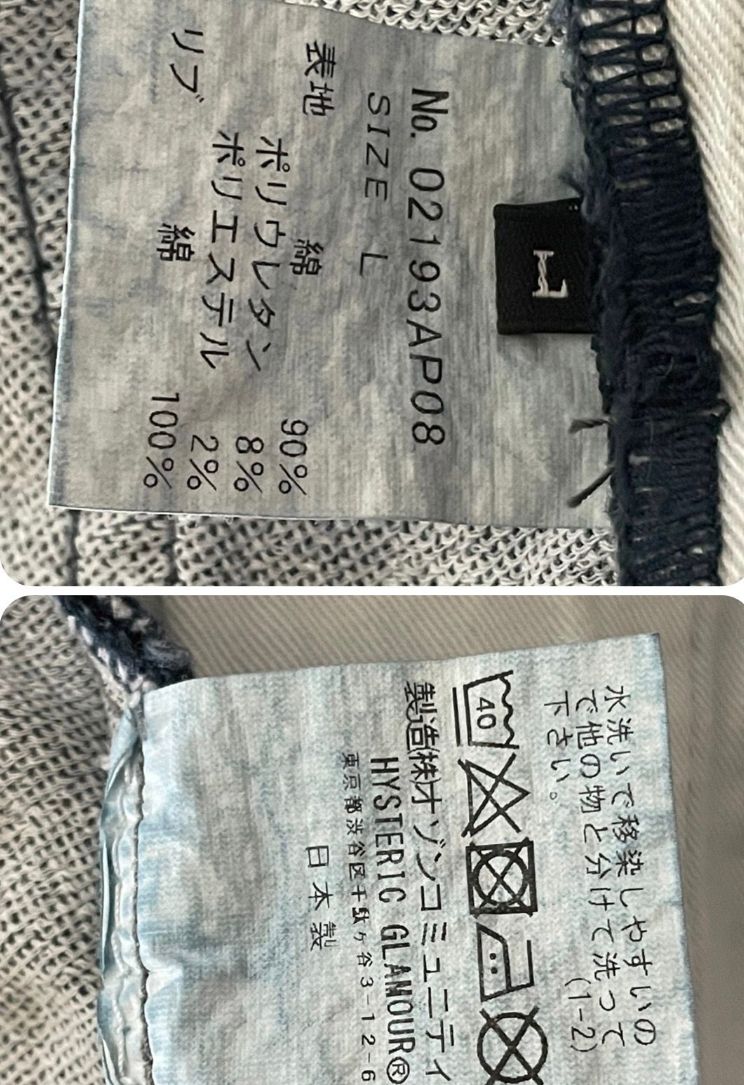 L
No. 02193AP08
SIZE L
表地 綿 90%
ポリウレタン 8%
ポリエステル 2%
リブ 綿 100%
水洗いで移染しやすいの
で他の物と分けて洗って
下さい。 (1-2)
40
製造㈱オゾンコミュニティ
HYSTERIC GLAMOUR®
東京都渋谷区千駄ヶ谷3-12-6
日本製